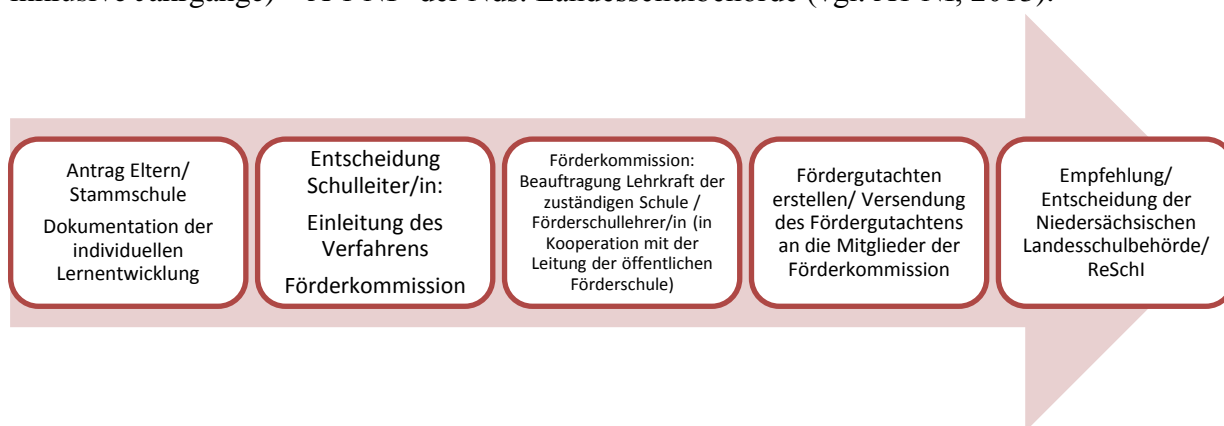 Antrag Eltern/
Stammschule
Dokumentation der
individuellen
Lernentwicklung
Entscheidung
Schulleiter/in:
Einleitung des
Verfahrens
Förderkommission
Förderkommission:
Beauftragung Lehrkraft der
zuständigen Schule /
Förderschullehrer/in (in
Kooperation mit der
Leitung der öffentlichen
Förderschule)
Fördergutachten
erstellen/ Versendung
des Fördergutachtens
an die Mitglieder der
Förderkommission
Empfehlung/
Entscheidung der
Niedersächsischen
Landesschulbehörde/
ReSchI